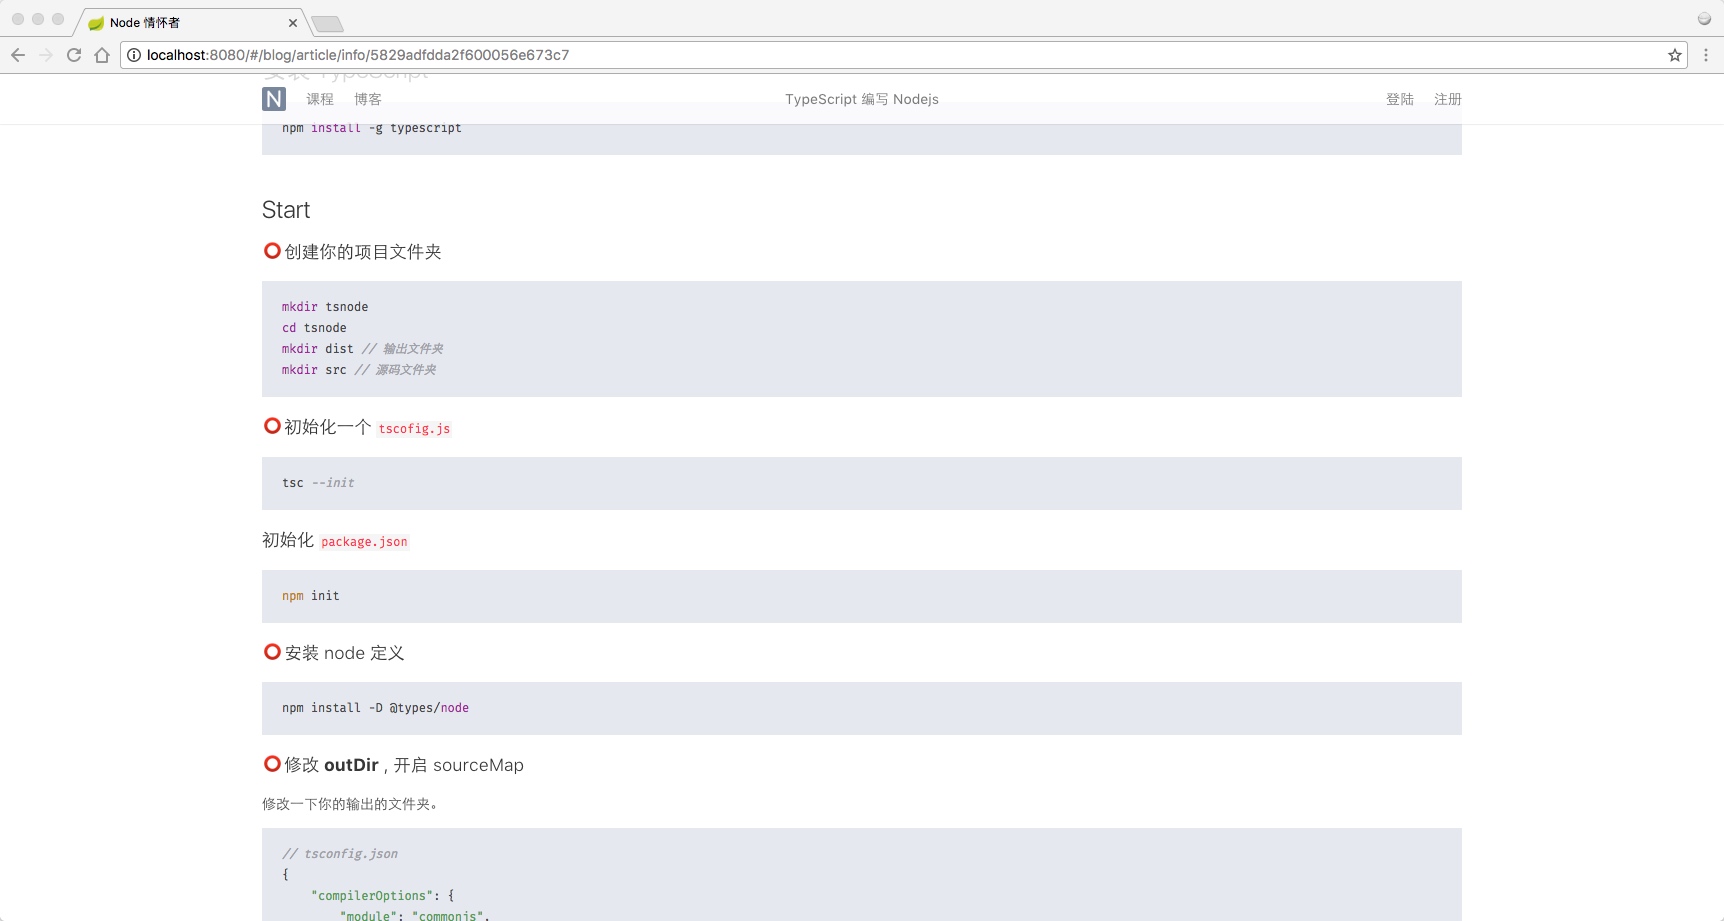 Node 情怀者
localhost:8080/#/blog/article/info/5829adfdda2f600056e673c7
安装 TypeScript
N 课程 博客 TypeScript 编写 Nodejs 登陆 注册
npm install -g typescript
Start
创建你的项目文件夹
mkdir tsnode
cd tsnode
mkdir dist // 输出文件夹
mkdir src // 源码文件夹
初始化一个 tscofig.js
tsc --init
初始化 package.json
npm init
安装 node 定义
npm install -D @types/node
修改 outDir , 开启 sourceMap
修改一下你的输出的文件夹。
// tsconfig.json
{
"compilerOptions": {
"module": "commonjs",